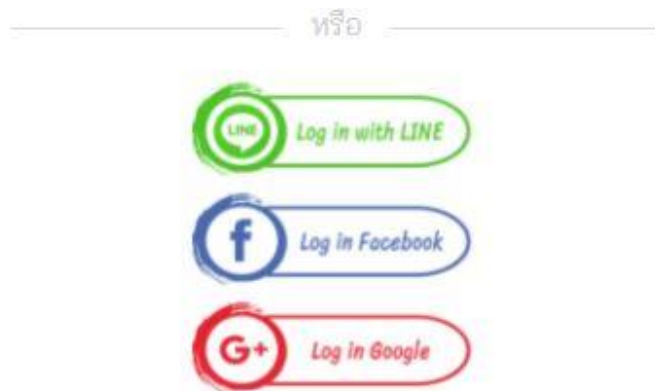 หรือ
LINE
Log in with LINE
f
Log in Facebook
G+
Log in Google